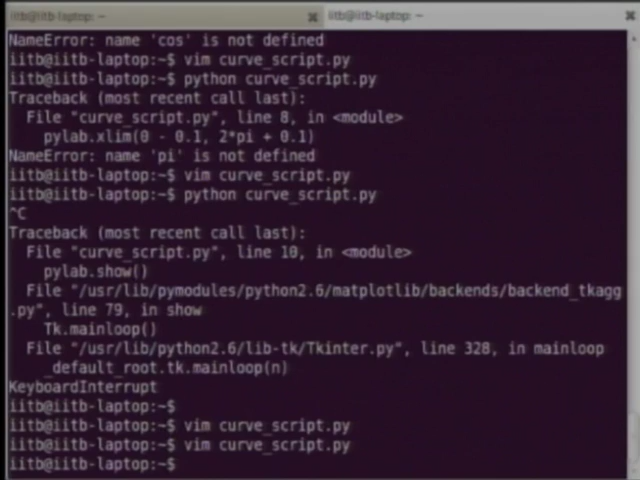 iitb@iitb-laptop: ~
iitb@iitb-laptop: ~
NameError: name 'cos' is not defined
iitb@iitb-laptop:~$ vim curve_script.py
iitb@iitb-laptop:~$ python curve_script.py
Traceback (most recent call last):
  File "curve_script.py", line 8, in <module>
    pylab.xlim(0 - 0.1, 2*pi + 0.1)
NameError: name 'pi' is not defined
iitb@iitb-laptop:~$ vim curve_script.py
iitb@iitb-laptop:~$ python curve_script.py
^C
Traceback (most recent call last):
  File "curve_script.py", line 10, in <module>
    pylab.show()
  File "/usr/lib/pymodules/python2.6/matplotlib/backends/backend_tkagg
.py", line 79, in show
    Tk.mainloop()
  File "/usr/lib/python2.6/lib-tk/Tkinter.py", line 328, in mainloop
    _default_root.tk.mainloop(n)
KeyboardInterrupt
iitb@iitb-laptop:~$
iitb@iitb-laptop:~$ vim curve_script.py
iitb@iitb-laptop:~$ vim curve_script.py
iitb@iitb-laptop:~$